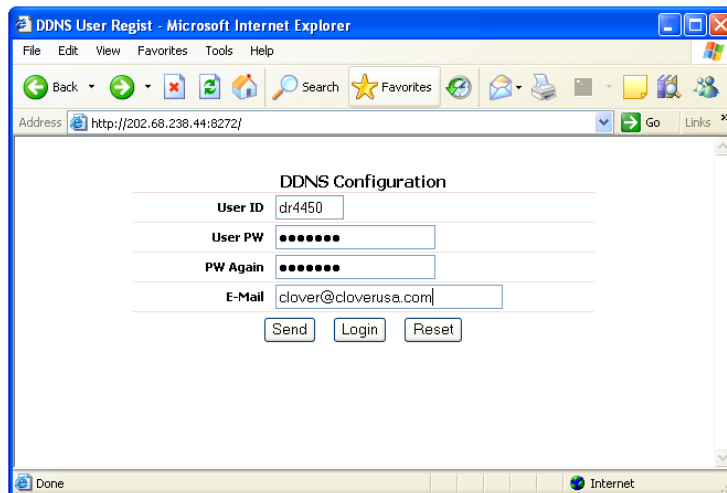 DDNS User Regist - Microsoft Internet Explorer
File Edit View Favorites Tools Help
Back Search Favorites
Address http://202.68.238.44:8272/ Go Links »
DDNS Configuration
User ID dr4450
User PW •••••••
PW Again •••••••
E-Mail clover@cloverusa.com
Send Login Reset
Done Internet